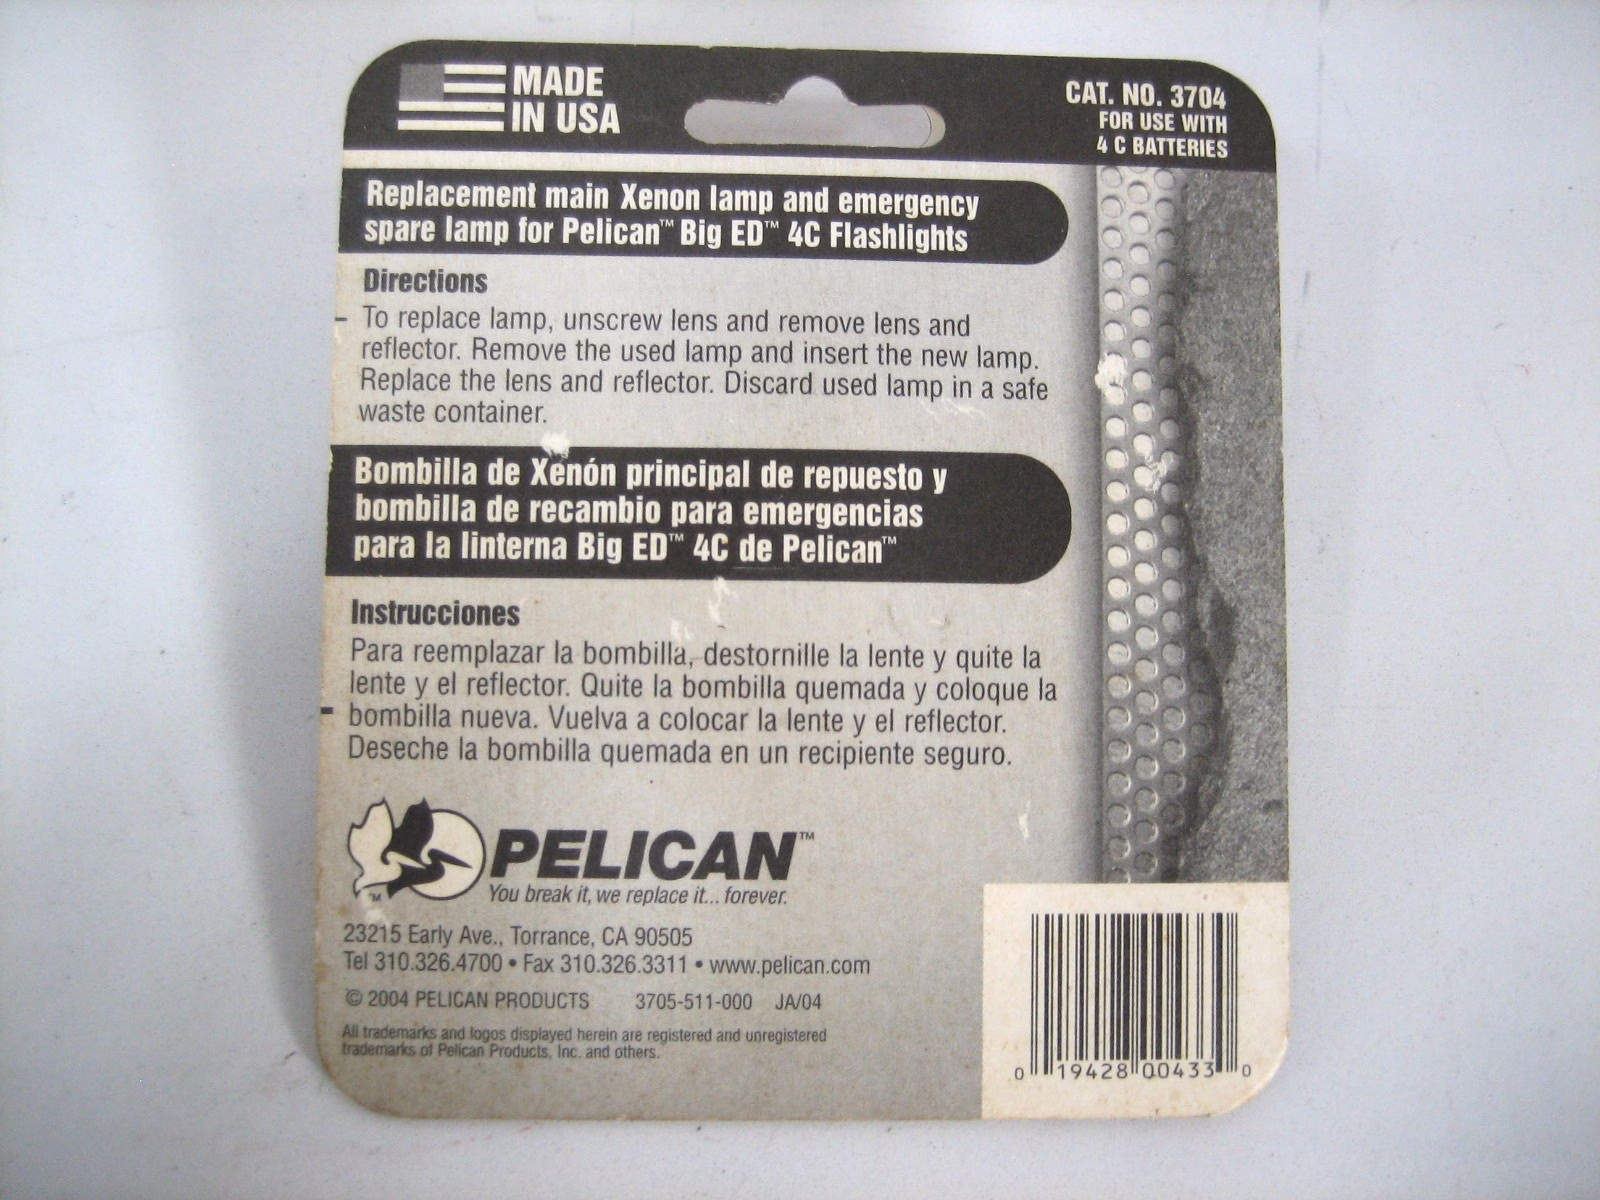 MADE
IN USA
CAT. NO. 3704
FOR USE WITH
4 C BATTERIES
Replacement main Xenon lamp and emergency
spare lamp for Pelican™ Big ED™ 4C Flashlights
Directions
To replace lamp, unscrew lens and remove lens and
reflector. Remove the used lamp and insert the new lamp.
Replace the lens and reflector. Discard used lamp in a safe
waste container.
Bombilla de Xenón principal de repuesto y
bombilla de recambio para emergencias
para la linterna Big ED™ 4C de Pelican™
Instrucciones
Para reemplazar la bombilla, destornille la lente y quite la
lente y el reflector. Quite la bombilla quemada y coloque la
bombilla nueva. Vuelva a colocar la lente y el reflector.
Deseche la bombilla quemada en un recipiente seguro.
PELICAN™
TM
You break it, we replace it... forever.
23215 Early Ave., Torrance, CA 90505
Tel 310.326.4700 • Fax 310.326.3311 • www.pelican.com
© 2004 PELICAN PRODUCTS 3705-511-000 JA/04
All trademarks and logos displayed herein are registered and unregistered
trademarks of Pelican Products, Inc. and others.
0 19428 00433 0